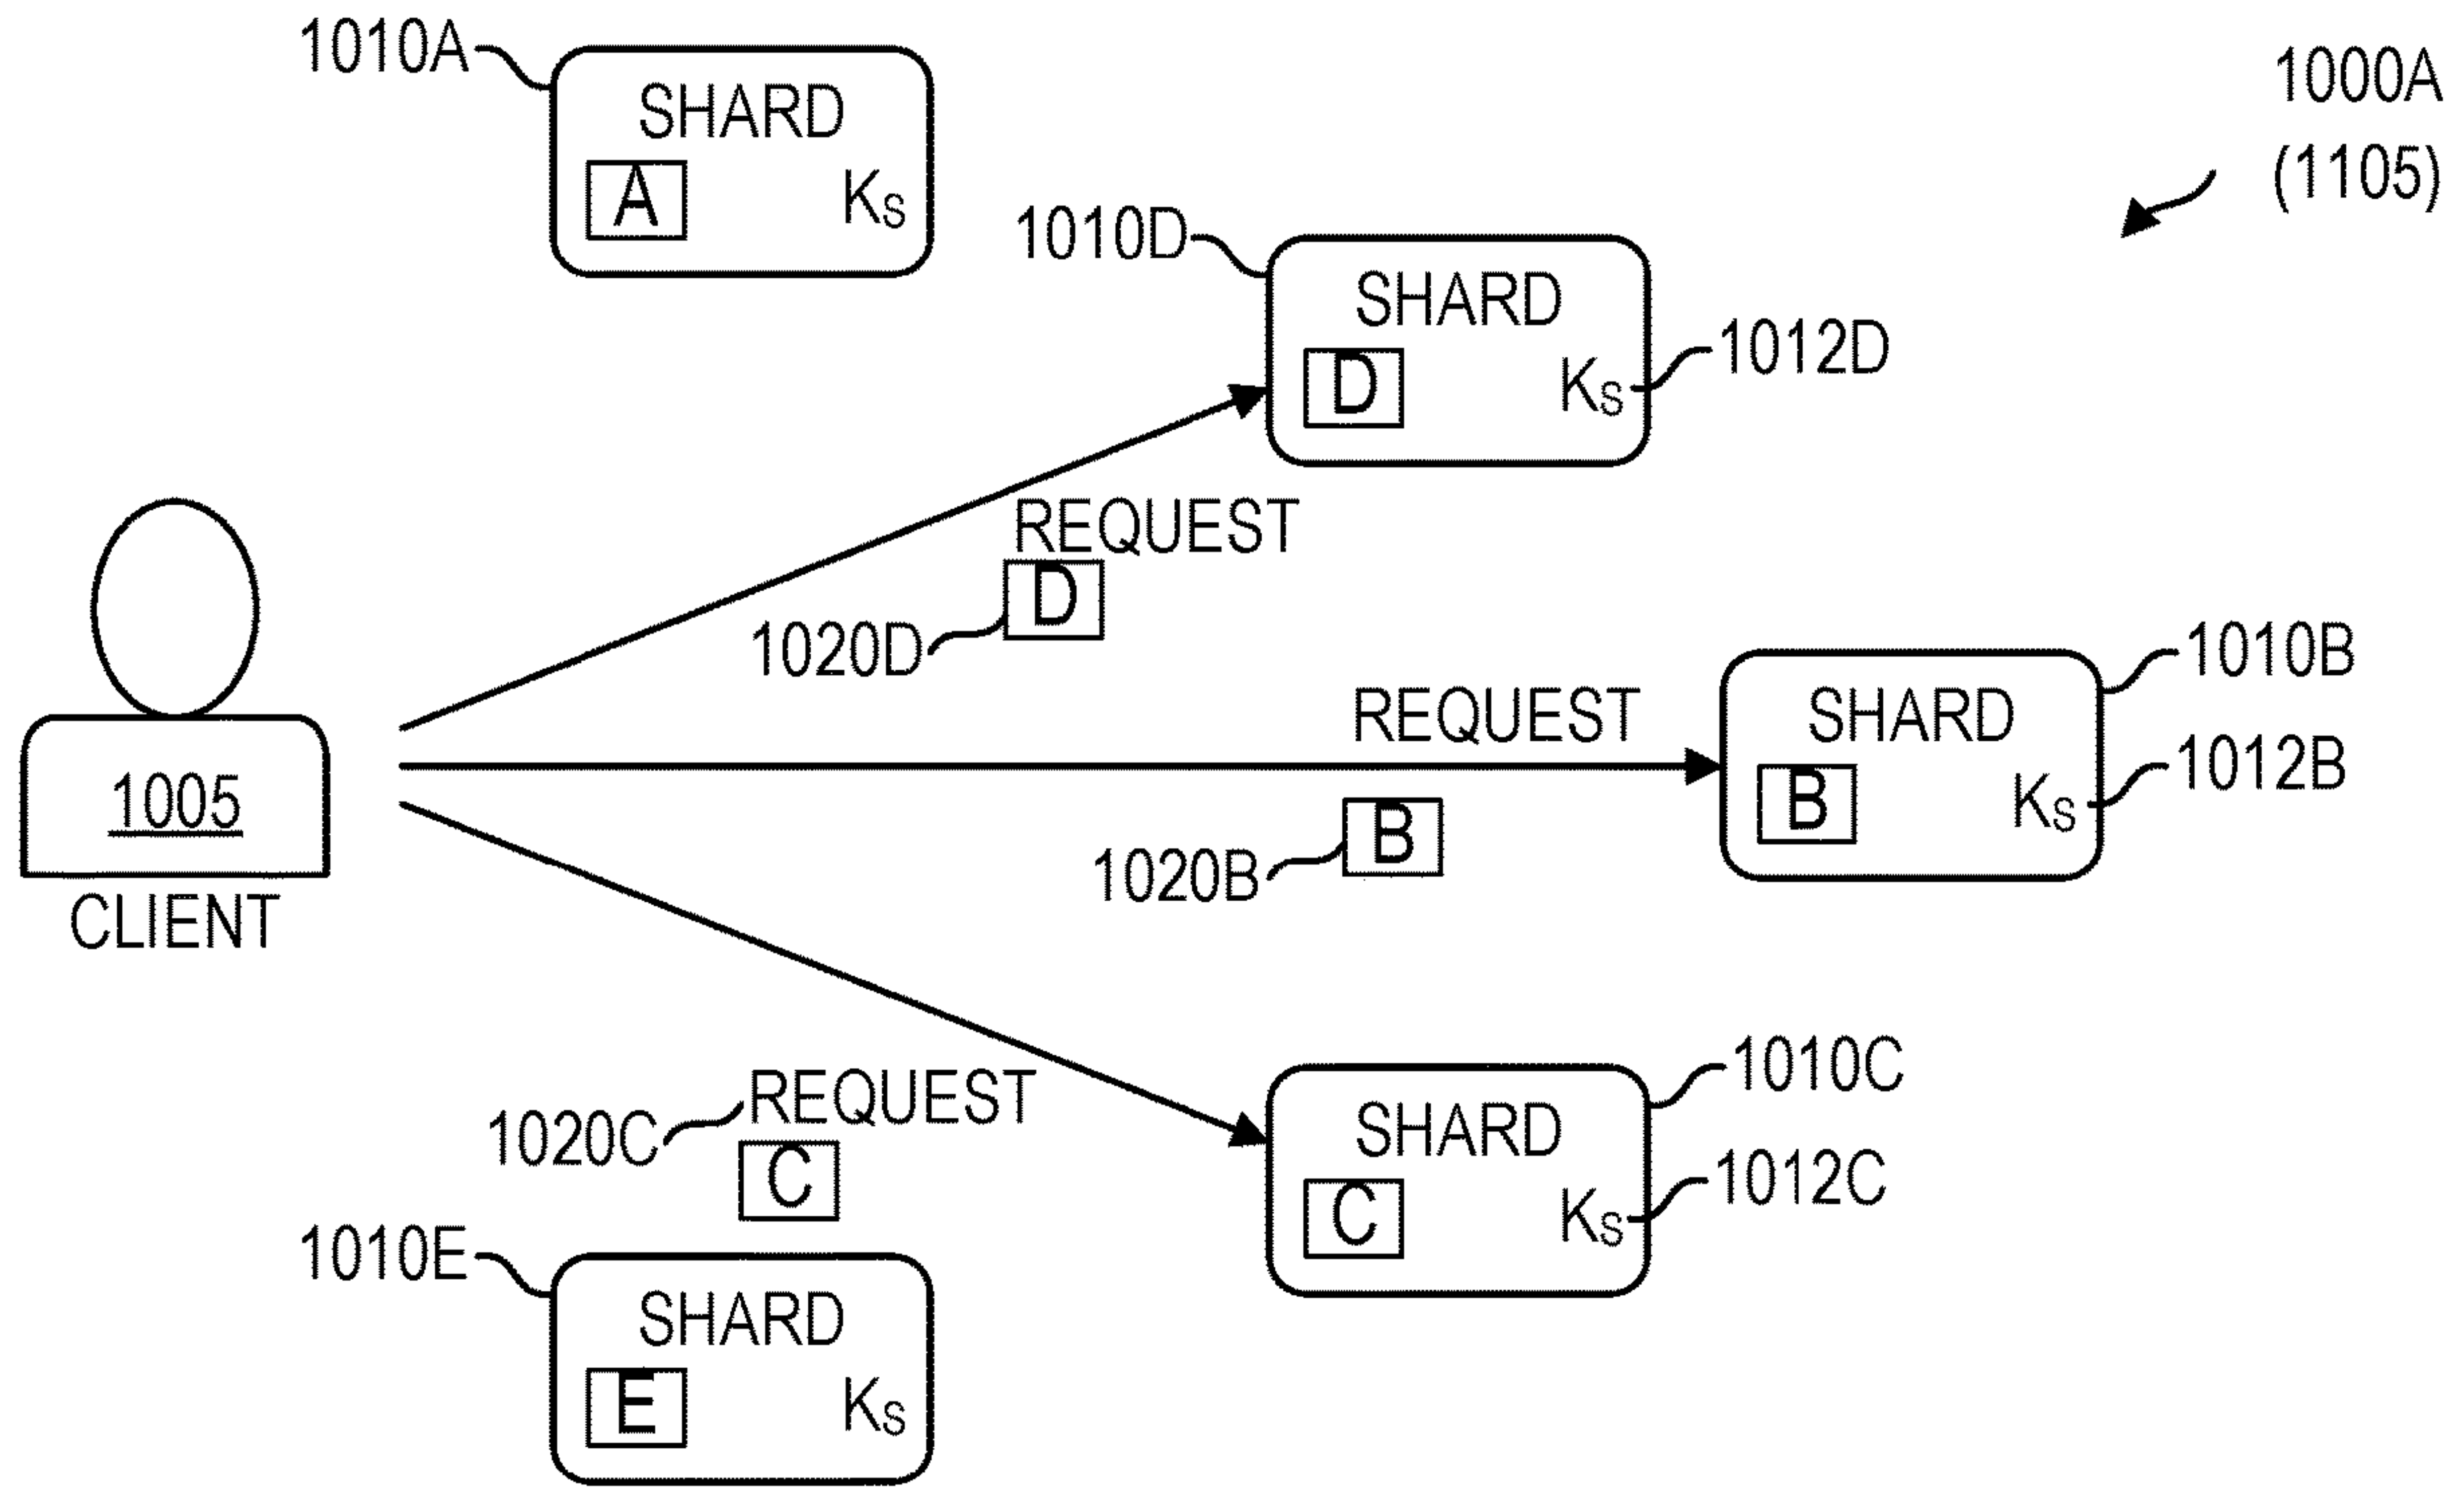 1010A
SHARD
A
Ks
1000A
(1105)
1010D
SHARD
D
Ks
1012D
REQUEST
D
1020D
1010B
SHARD
B
Ks
1012B
REQUEST
B
1020B
1005
CLIENT
1010C
SHARD
C
Ks
1012C
REQUEST
1020C
C
1010E
SHARD
E
Ks